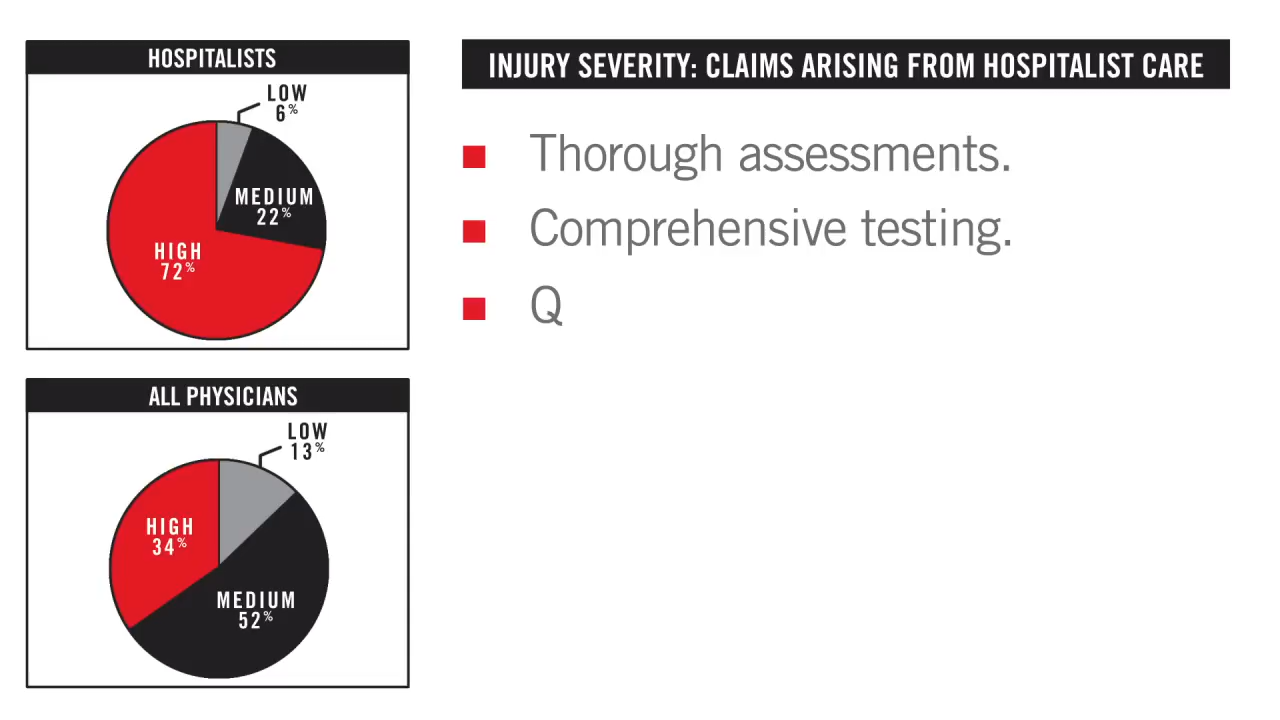 HOSPITALISTS
LOW
6%
MEDIUM
22%
HIGH
72%
ALL PHYSICIANS
LOW
13%
HIGH
34%
MEDIUM
52%
INJURY SEVERITY: CLAIMS ARISING FROM HOSPITALIST CARE
Thorough assessments.
Comprehensive testing.
Q